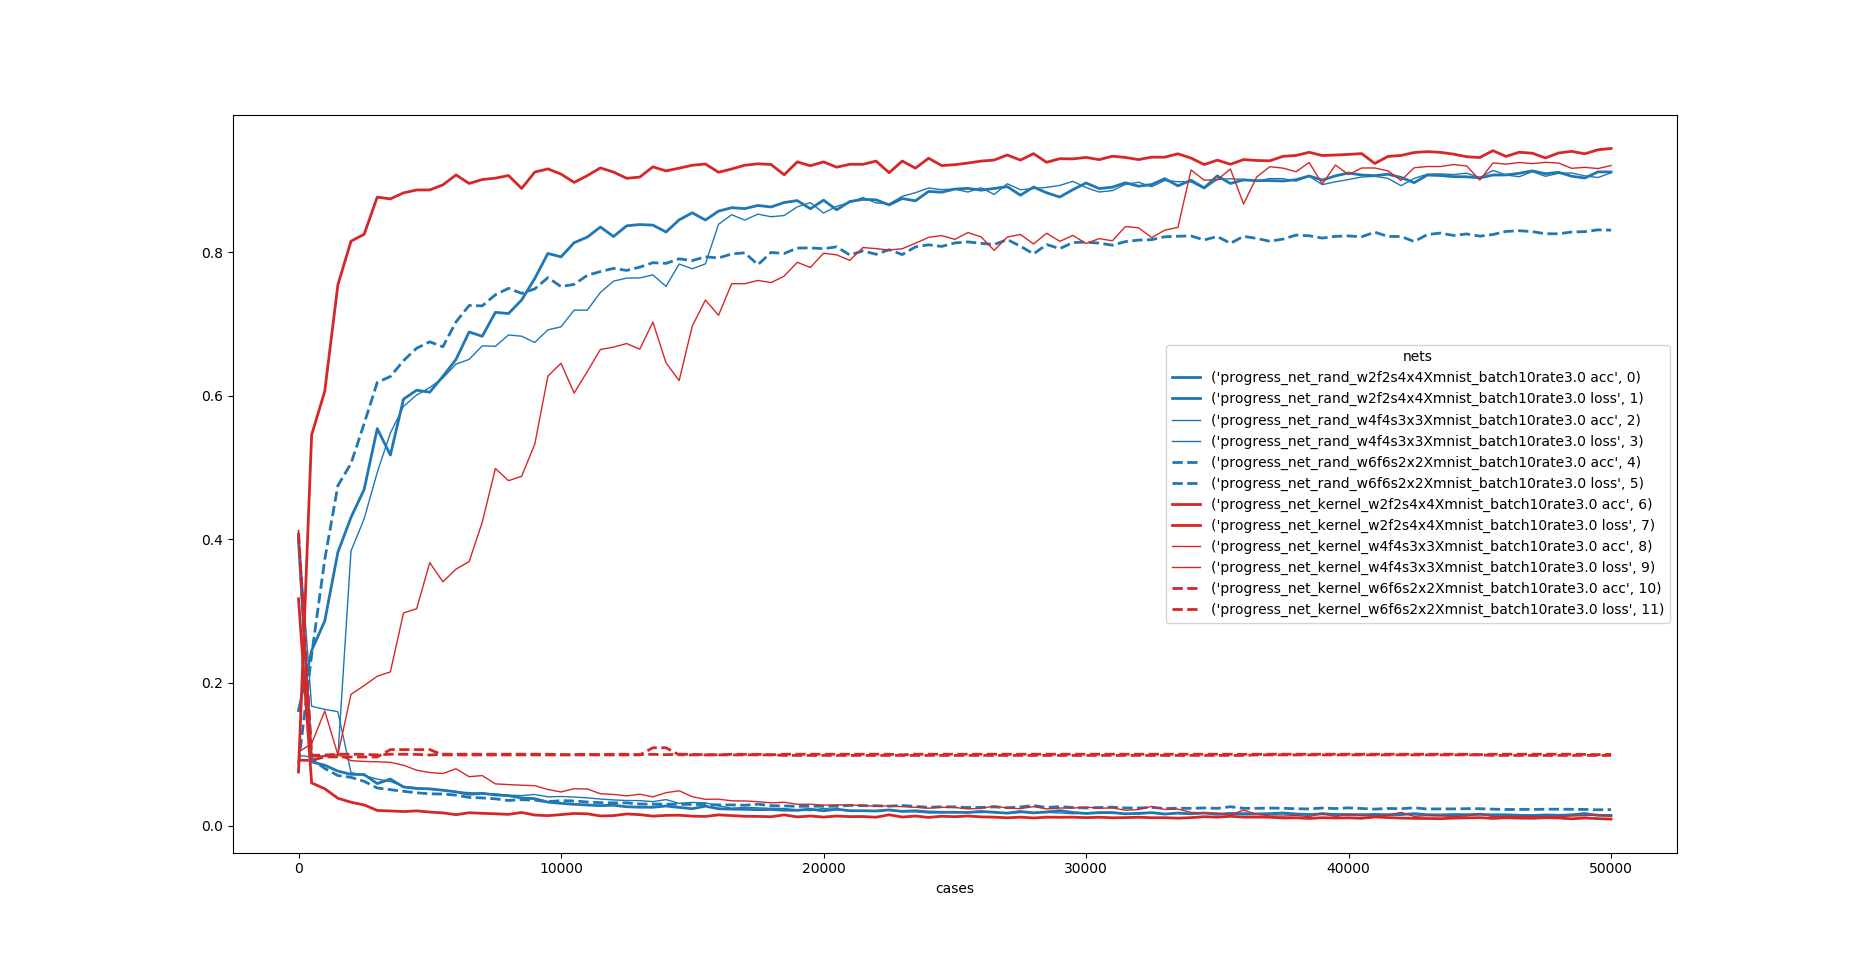 0.8
0.6
0.4
0.2
0.0
nets
('progress_net_rand_w2f2s4x4Xmnist_batch10rate3.0 acc', 0)
('progress_net_rand_w2f2s4x4Xmnist_batch10rate3.0 loss', 1)
('progress_net_rand_w4f4s3x3Xmnist_batch10rate3.0 acc', 2)
('progress_net_rand_w4f4s3x3Xmnist_batch10rate3.0 loss', 3)
('progress_net_rand_w6f6s2x2Xmnist_batch10rate3.0 acc', 4)
('progress_net_rand_w6f6s2x2Xmnist_batch10rate3.0 loss', 5)
('progress_net_kernel_w2f2s4x4Xmnist_batch10rate3.0 acc', 6)
('progress_net_kernel_w2f2s4x4Xmnist_batch10rate3.0 loss', 7)
('progress_net_kernel_w4f4s3x3Xmnist_batch10rate3.0 acc', 8)
('progress_net_kernel_w4f4s3x3Xmnist_batch10rate3.0 loss', 9)
('progress_net_kernel_w6f6s2x2Xmnist_batch10rate3.0 acc', 10)
('progress_net_kernel_w6f6s2x2Xmnist_batch10rate3.0 loss', 11)
0 10000 20000 30000 40000 50000
cases